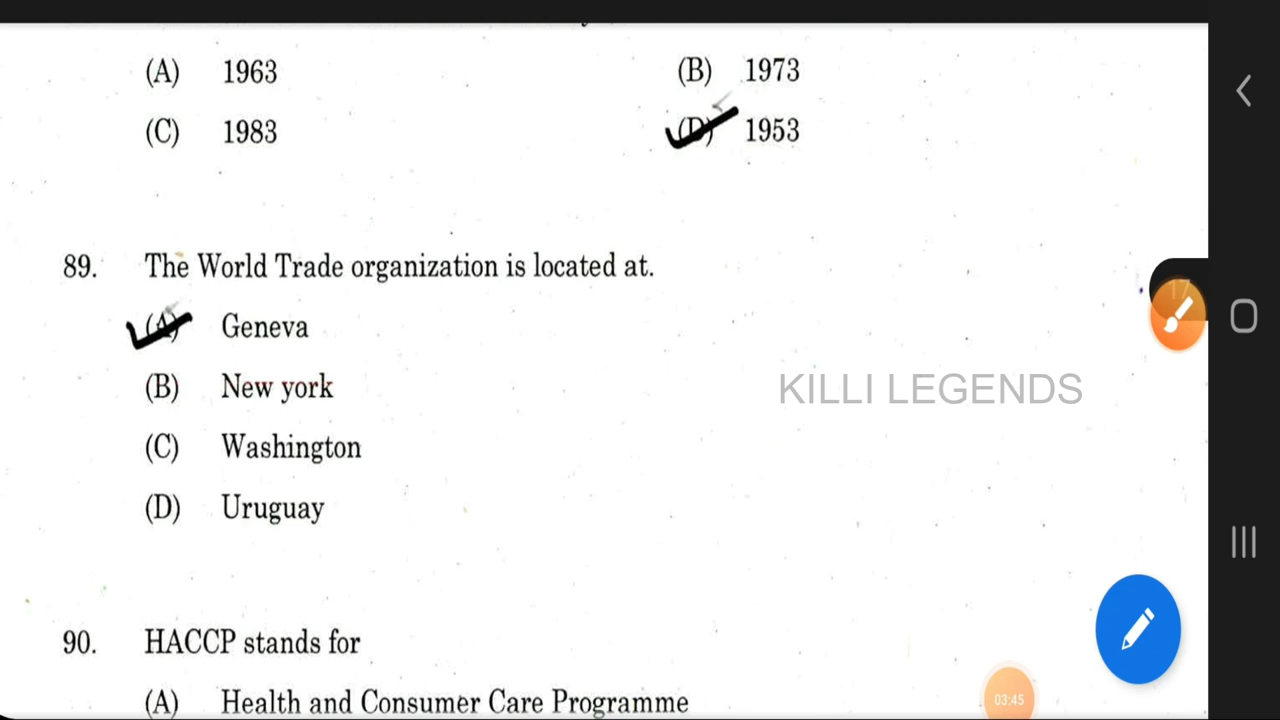 (A) 1963 (B) 1973
(C) 1983 (D) 1953
89. The World Trade organization is located at.
(A) Geneva
(B) New york
(C) Washington
(D) Uruguay
KILLI LEGENDS
90. HACCP stands for
(A) Health and Consumer Care Programme
17
03:45